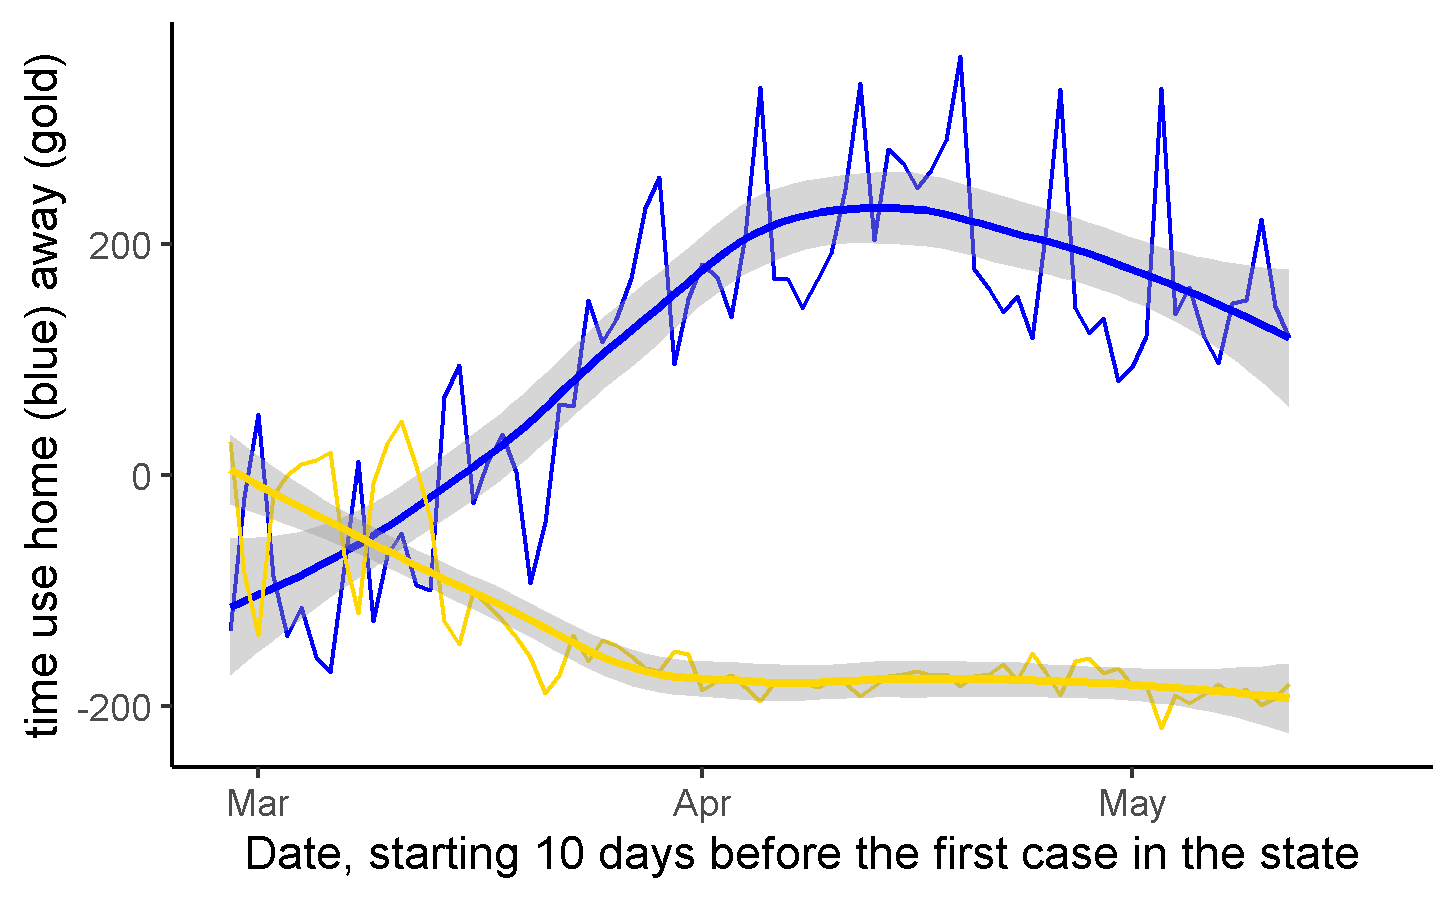 time use home (blue) away (gold)
200
0
-200
Mar Apr May
Date, starting 10 days before the first case in the state